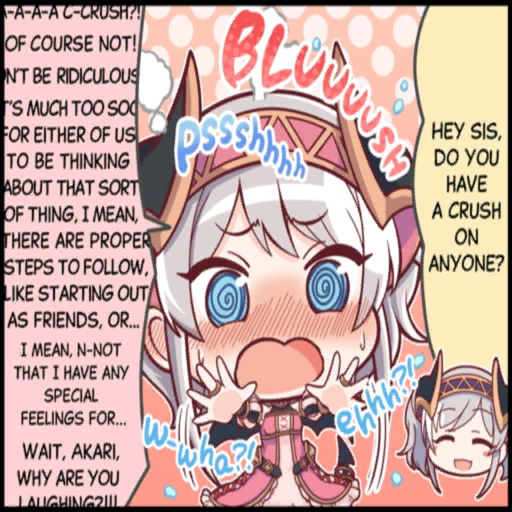 HEY SIS,
DO YOU
HAVE
A CRUSH
ON
ANYONE?
BLUUUUUSH
PSSSHHHH
W-WHA?!
EHHH?!
A-A-A-A C-CRUSH?!
OF COURSE NOT!
N'T BE RIDICULOUS
T'S MUCH TOO SOO
FOR EITHER OF US
TO BE THINKING
ABOUT THAT SORT
OF THING, I MEAN,
THERE ARE PROPER
STEPS TO FOLLOW,
LIKE STARTING OUT
AS FRIENDS, OR...
I MEAN, N-NOT
THAT I HAVE ANY
SPECIAL
FEELINGS FOR...
WAIT, AKARI,
WHY ARE YOU
LAUGHING?!!!